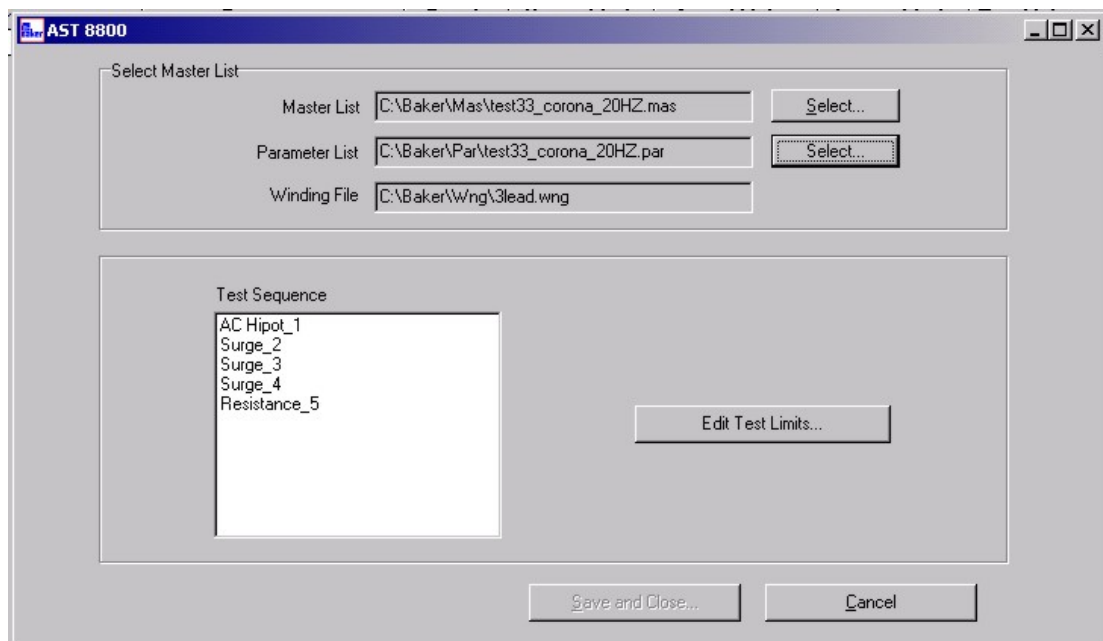 AST 8800
Select Master List
Master List C:\Baker\Mas\test33_corona_20HZ.mas Select...
Parameter List C:\Baker\Par\test33_corona_20HZ.par Select...
Winding File C:\Baker\Wng\3lead.wng
Test Sequence
AC Hipot_1
Surge_2
Surge_3
Surge_4
Resistance_5
Edit Test Limits...
Save and Close... Cancel